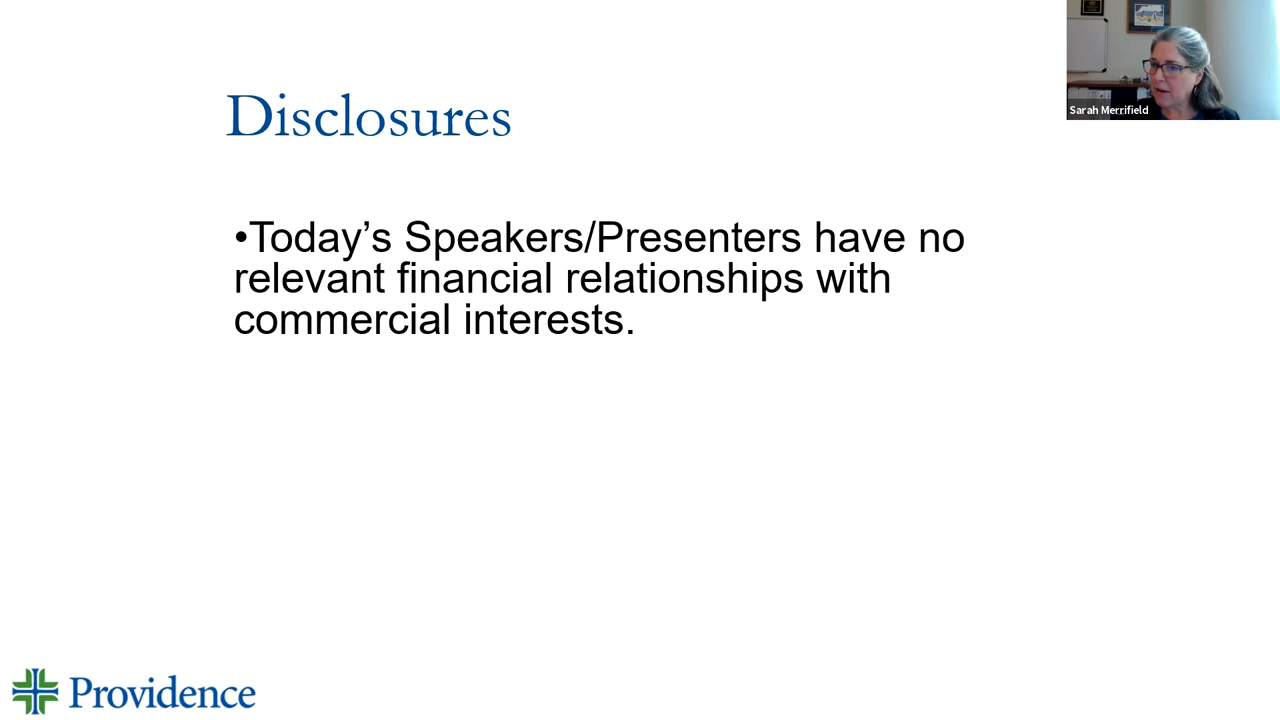 Disclosures
•Today’s Speakers/Presenters have no
relevant financial relationships with
commercial interests.
Sarah Merrifield
Providence